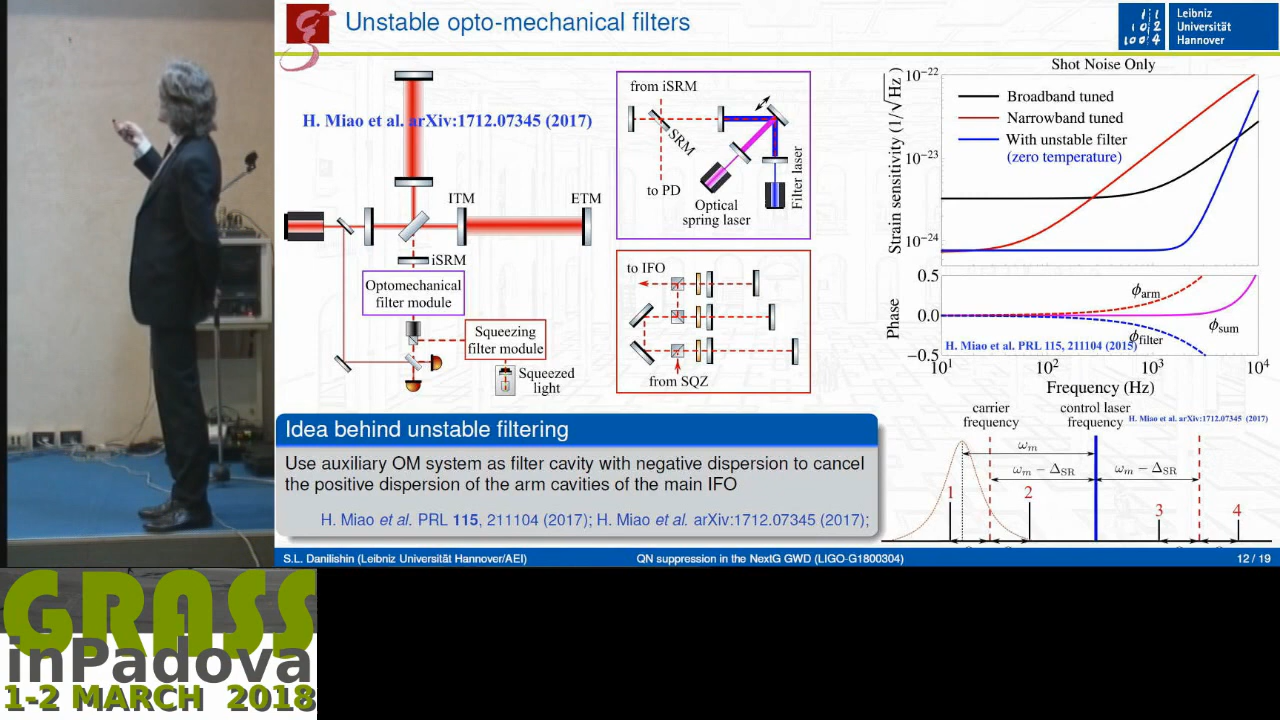 Unstable opto-mechanical filters
Leibniz
Universität
Hannover
H. Miao et al. arXiv:1712.07345 (2017)
ITM
ETM
iSRM
Optomechanical
filter module
Squeezing
filter module
Squeezed
light
from iSRM
SRM
to PD
Optical
spring laser
Filter laser
to IFO
from SQZ
Shot Noise Only
Strain sensitivity (1/√Hz)
10⁻²²
10⁻²³
10⁻²⁴
Broadband tuned
Narrowband tuned
With unstable filter
(zero temperature)
Phase
0.5
0.0
−0.5
ϕarm
ϕsum
ϕfilter
H. Miao et al. PRL 115, 211104 (2015)
10¹ 10² 10³ 10⁴
Frequency (Hz)
carrier
frequency
control laser
frequency
H. Miao et al. arXiv:1712.07345 (2017)
ωm
ωm − ΔSR
ωm − ΔSR
1
2
3
4
Idea behind unstable filtering
Use auxiliary OM system as filter cavity with negative dispersion to cancel
the positive dispersion of the arm cavities of the main IFO
H. Miao et al. PRL 115, 211104 (2017); H. Miao et al. arXiv:1712.07345 (2017);
S.L. Danilishin (Leibniz Universität Hannover/AEI)
QN suppression in the NextG GWD (LIGO-G1800304)
12 / 19
GRASS
inPadova
1-2 MARCH 2018